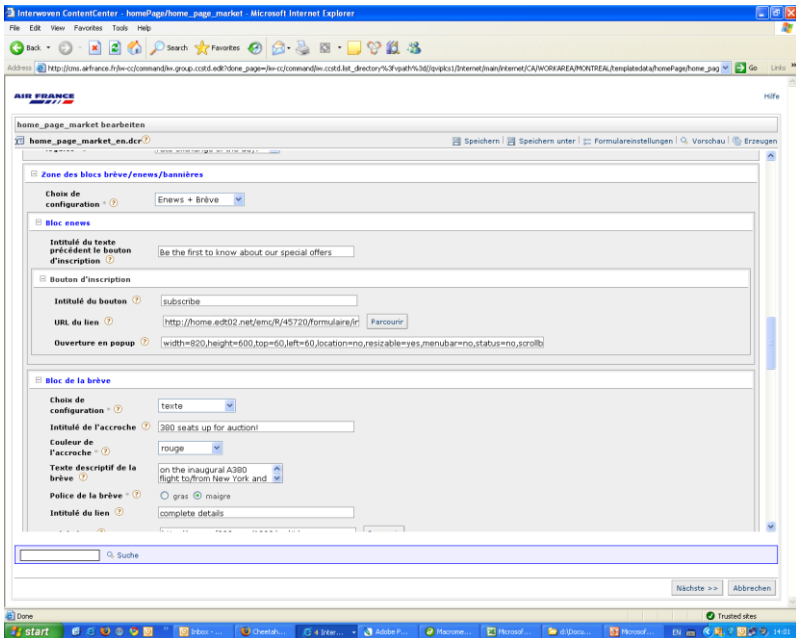 Interwoven ContentCenter - homePage/home_page_market - Microsoft Internet Explorer
File Edit View Favorites Tools Help
Back Search Favorites
Address http://cms.airfrance.fr/iw-cc/command/iw.group.ccstd.edit?done_page=/iw-cc/command/iw.ccstd.list_directory%3fvpath%3d//qviplcs1/Internet/main/internet/CA/WORKAREA/MONTREAL/templatedata/homePage/home_pag Go Links
AIR FRANCE
Hilfe
home_page_market bearbeiten
home_page_market_en.dcr
Speichern | Speichern unter | Formulareinstellungen | Vorschau | Erzeugen
Zone des blocs brève/enews/bannières
Choix de
configuration * Enews + Brève
Bloc enews
Intitulé du texte
précédent le bouton
d'inscription Be the first to know about our special offers
Bouton d'inscription
Intitulé du bouton subscribe
URL du lien http://home.edt02.net/emc/R/45720/formulaire/ir Parcourir
Ouverture en popup width=820,height=600,top=60,left=60,location=no,resizable=yes,menubar=no,status=no,scrollb
Bloc de la brève
Choix de
configuration * texte
Intitulé de l'accroche 380 seats up for auction!
Couleur de
l'accroche * rouge
Texte descriptif de la
brève on the inaugural A380
flight to/from New York and
Police de la brève * gras maigre
Intitulé du lien complete details
Suche
Nächste >> Abbrechen
Done Trusted sites
start Inbox - ... Cheetah... 4 Inter... Adobe P... Macrome... Microsof... d:\Docu... Microsof... EN 14:01